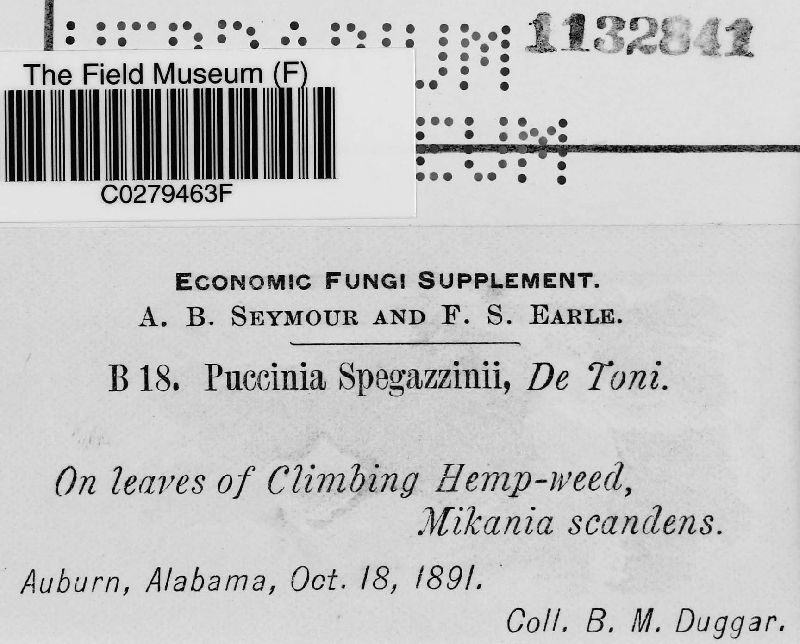 1132841
The Field Museum (F)
C0279463F
ECONOMIC FUNGI SUPPLEMENT.
A. B. SEYMOUR AND F. S. EARLE.
B 18. Puccinia Spegazzinii, De Toni.
On leaves of Climbing Hemp-weed,
Mikania scandens.
Auburn, Alabama, Oct. 18, 1891.
Coll. B. M. Duggar.